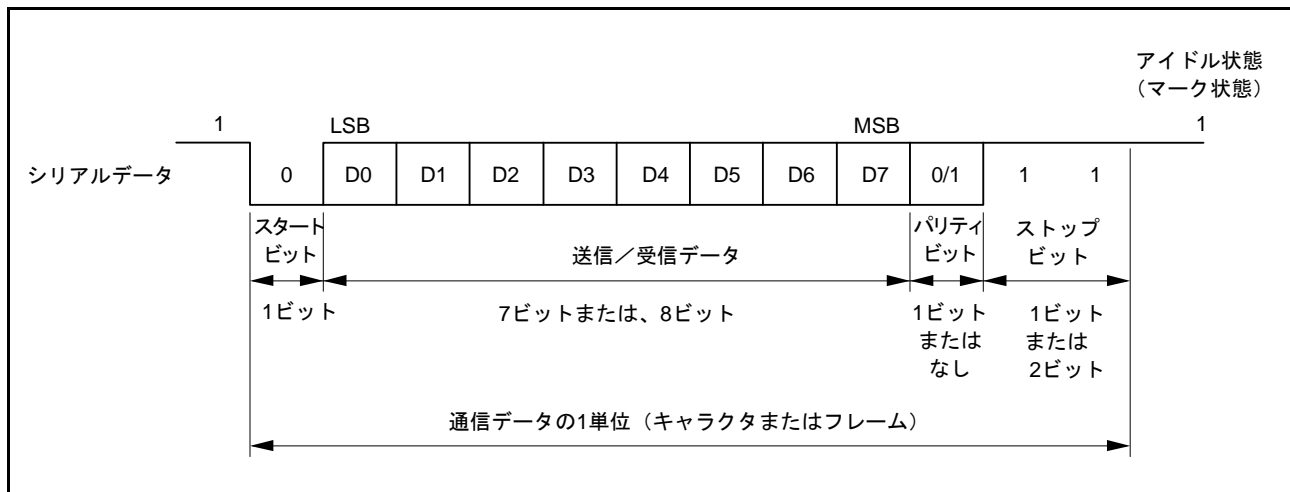 アイドル状態
（マーク状態）
1 LSB MSB 1
シリアルデータ 0 D0 D1 D2 D3 D4 D5 D6 D7 0/1 1 1
スタート
ビット
送信／受信データ
パリティ
ビット
ストップ
ビット
1ビット
7ビットまたは、8ビット
1ビット
または
なし
1ビット
または
2ビット
通信データの1単位（キャラクタまたはフレーム）